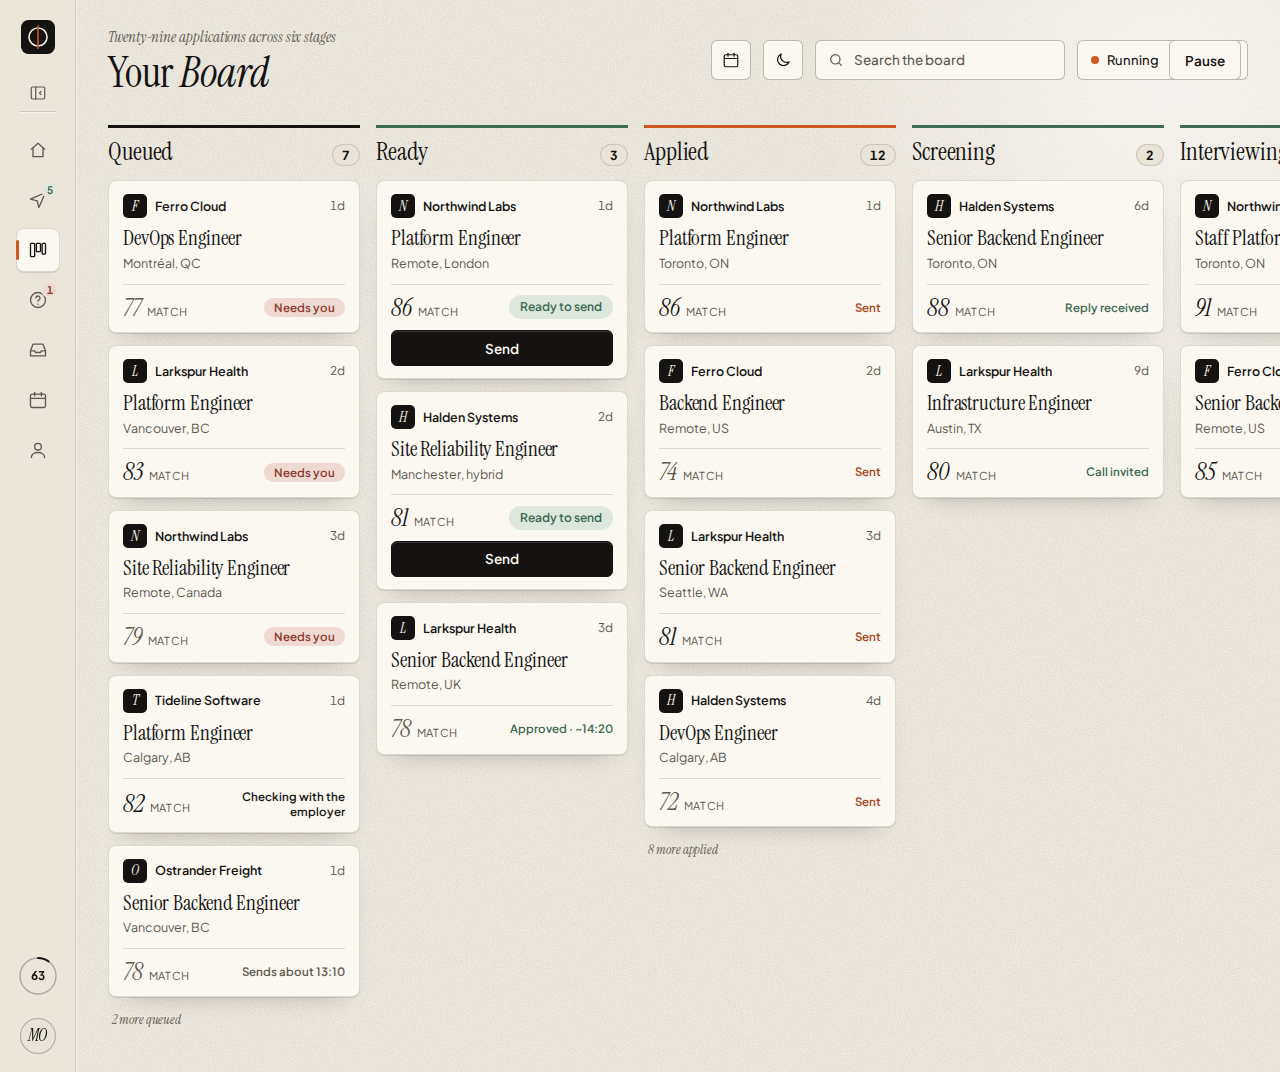 Twenty-nine applications across six stages
Your Board
Search the board
Running
Pause
5
1
63
MO
Queued 7
F Ferro Cloud 1d
DevOps Engineer
Montréal, QC
77 MATCH Needs you
L Larkspur Health 2d
Platform Engineer
Vancouver, BC
83 MATCH Needs you
N Northwind Labs 3d
Site Reliability Engineer
Remote, Canada
79 MATCH Needs you
T Tideline Software 1d
Platform Engineer
Calgary, AB
82 MATCH Checking with the
employer
O Ostrander Freight 1d
Senior Backend Engineer
Vancouver, BC
78 MATCH Sends about 13:10
2 more queued
Ready 3
N Northwind Labs 1d
Platform Engineer
Remote, London
86 MATCH Ready to send
Send
H Halden Systems 2d
Site Reliability Engineer
Manchester, hybrid
81 MATCH Ready to send
Send
L Larkspur Health 3d
Senior Backend Engineer
Remote, UK
78 MATCH Approved · ~14:20
Applied 12
N Northwind Labs 1d
Platform Engineer
Toronto, ON
86 MATCH Sent
F Ferro Cloud 2d
Backend Engineer
Remote, US
74 MATCH Sent
L Larkspur Health 3d
Senior Backend Engineer
Seattle, WA
81 MATCH Sent
H Halden Systems 4d
DevOps Engineer
Calgary, AB
72 MATCH Sent
8 more applied
Screening 2
H Halden Systems 6d
Senior Backend Engineer
Toronto, ON
88 MATCH Reply received
L Larkspur Health 9d
Infrastructure Engineer
Austin, TX
80 MATCH Call invited
Interviewing
N Northwin
Staff Platfor
Toronto, ON
91 MATCH
F Ferro Clo
Senior Back
Remote, US
85 MATCH